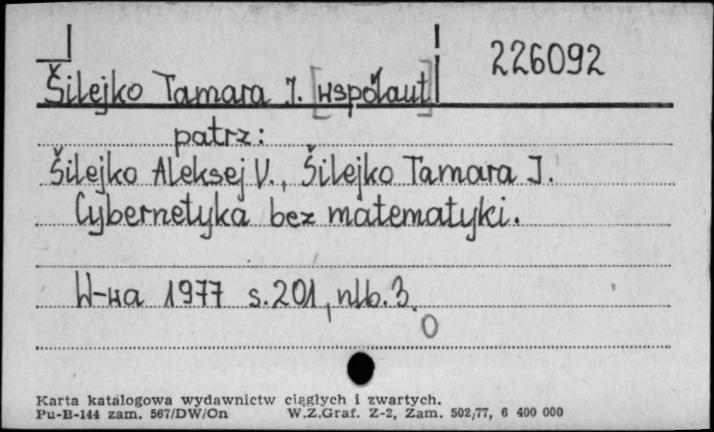 226092
Šilejko Tamara J. [współaut]
patrz:
Šilejko Aleksej V., Šilejko Tamara J.
Cybernetyka bez matematyki.
W-wa 1977 s.201, nlb.3.
O
Karta katalogowa wydawnictw ciągłych i zwartych.
Pu-B-144 zam. 567/DW/On W.Z.Graf. Z-2, Zam. 502/77, 6 400 000